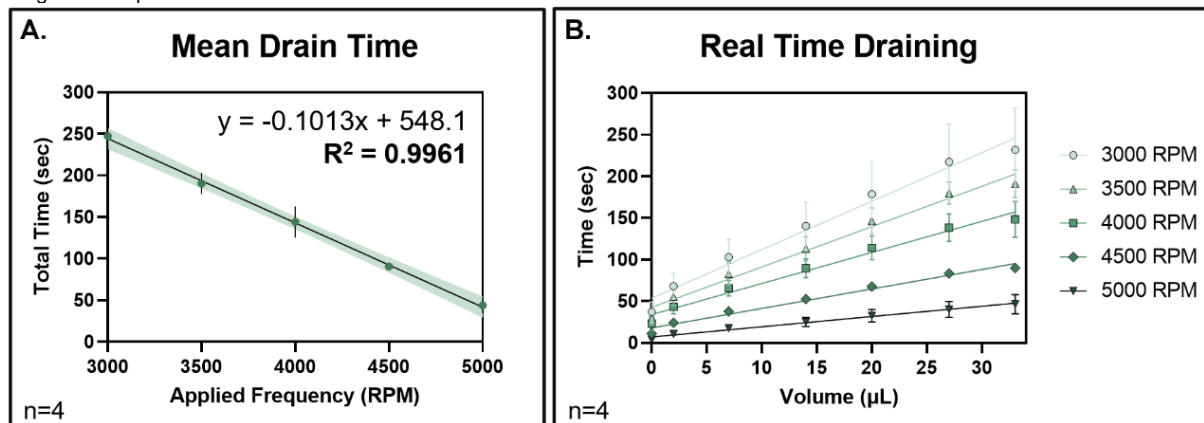 A.
Mean Drain Time
y = -0.1013x + 548.1
R² = 0.9961
300
250
200
150
100
50
0
Total Time (sec)
3000 3500 4000 4500 5000
Applied Frequency (RPM)
n=4
B.
Real Time Draining
300
250
200
150
100
50
0
Time (sec)
0 5 10 15 20 25 30
Volume (µL)
3000 RPM
3500 RPM
4000 RPM
4500 RPM
5000 RPM
n=4